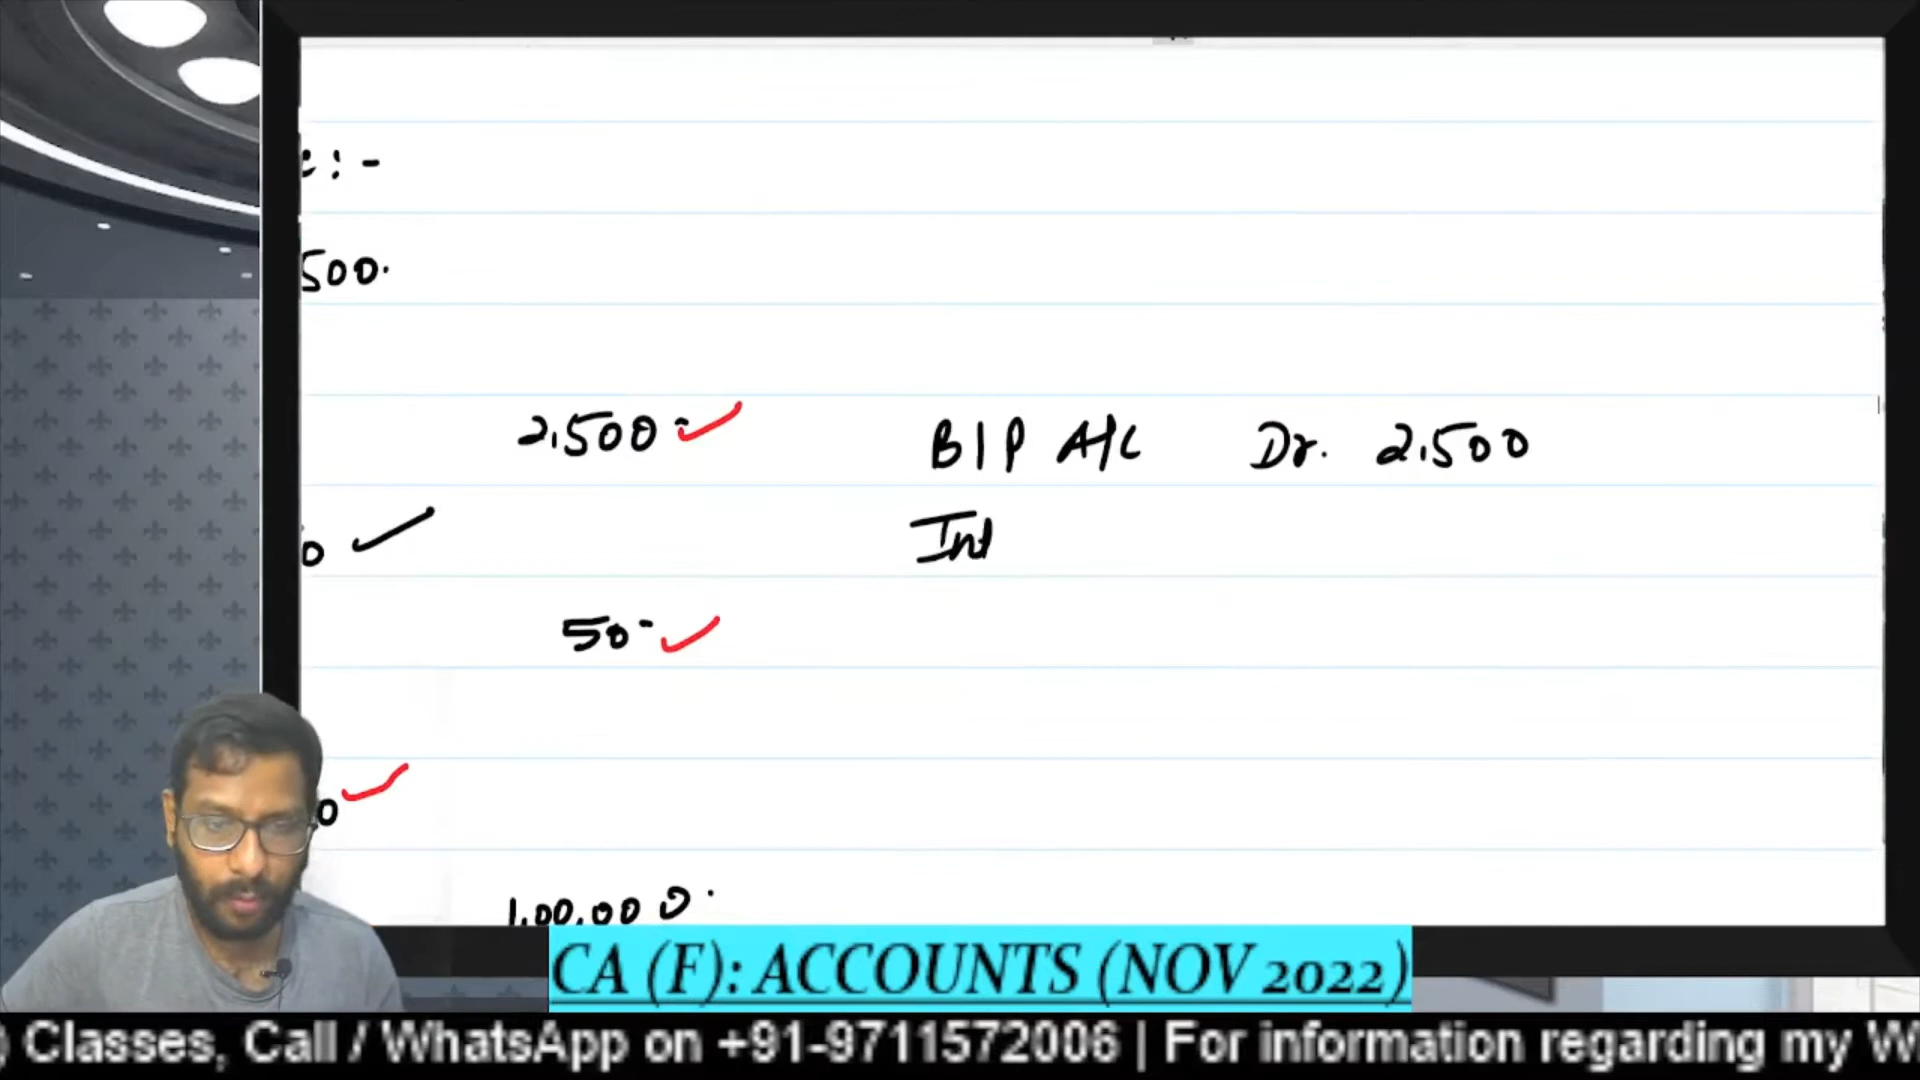 e:-
500.
2,500 B/P A/C Dr. 2,500
0 Int
50
0
1,00,000.
CA (F): ACCOUNTS (NOV 2022)
) Classes, Call / WhatsApp on +91-9711572006 | For information regarding my W